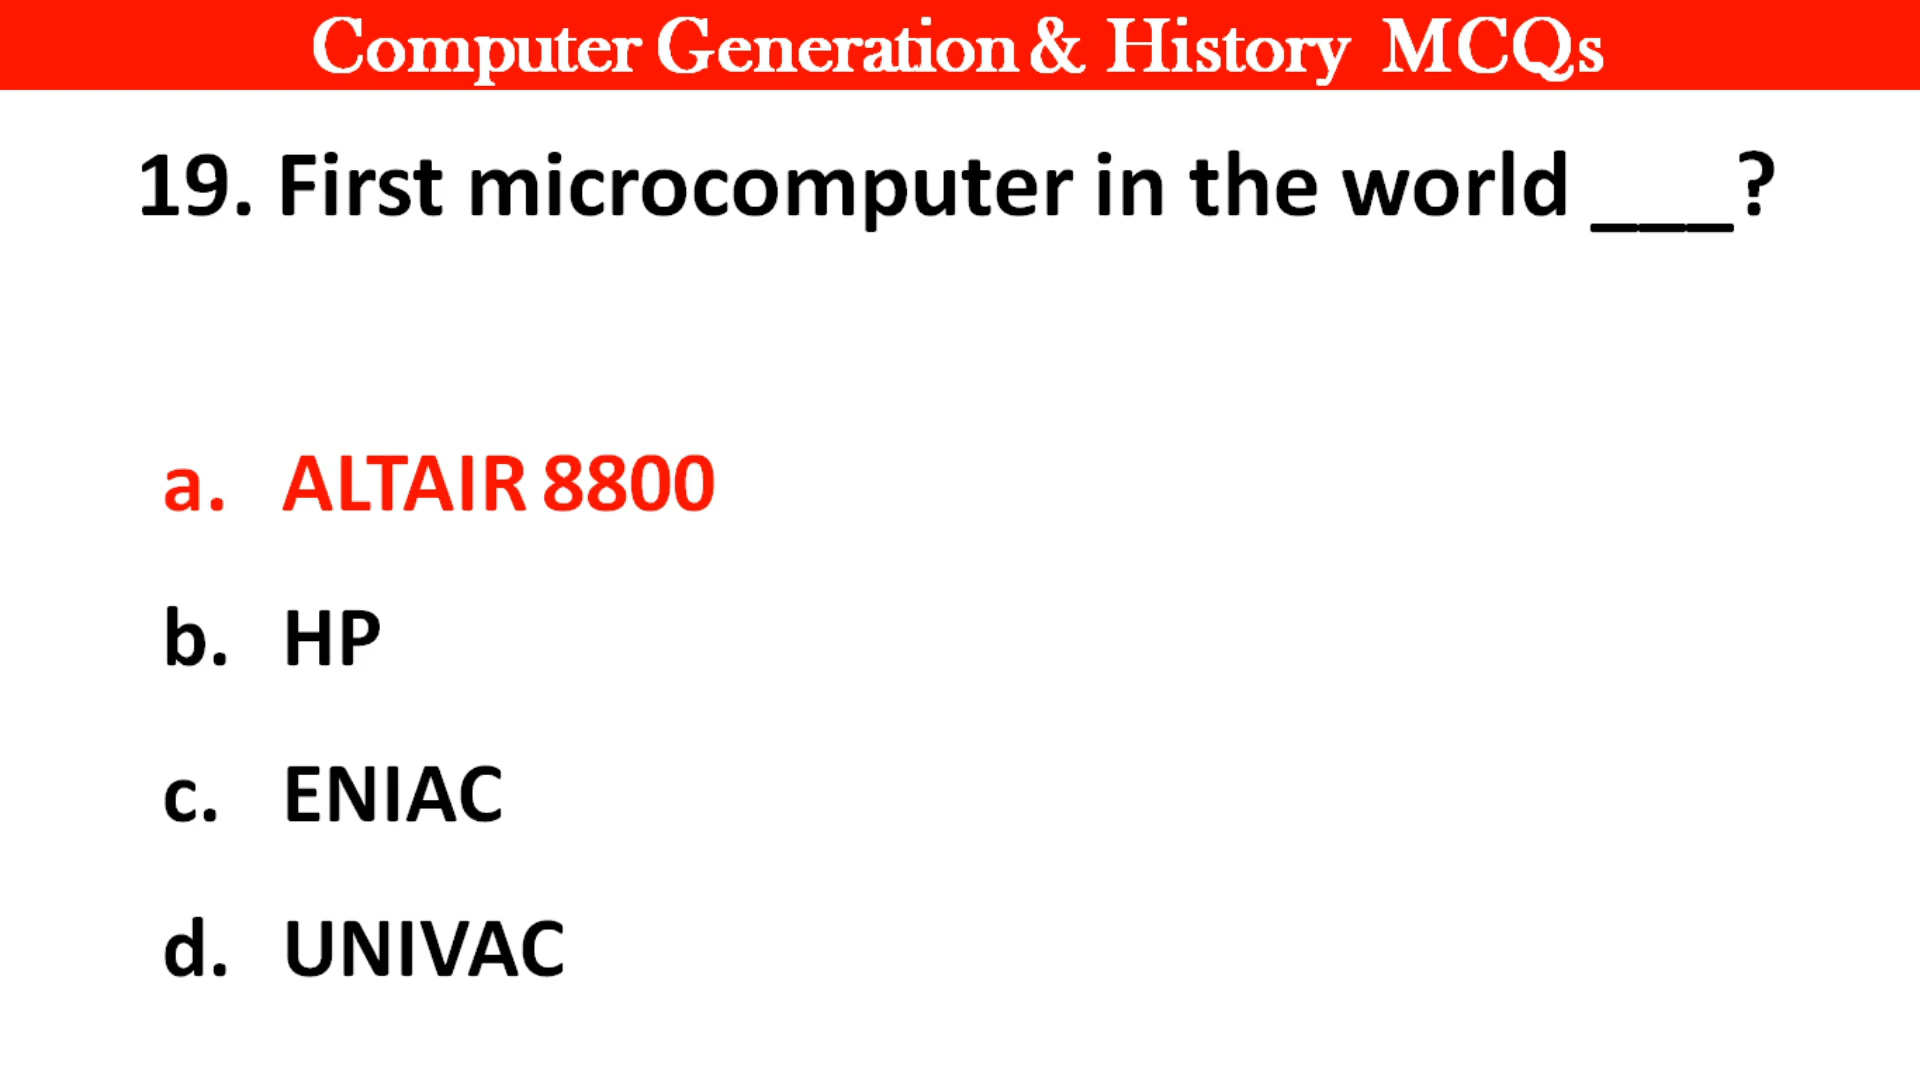 Computer Generation & History MCQs
19. First microcomputer in the world ___?
a. ALTAIR 8800
b. HP
c. ENIAC
d. UNIVAC